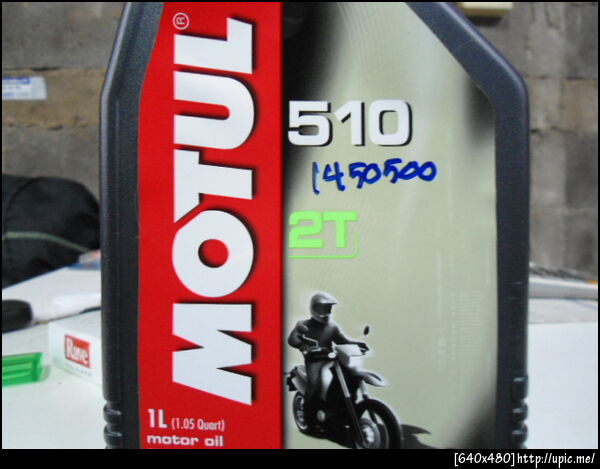 MOTUL®
510
1450500
2T
1L (1.05 Quart)
motor oil
Rave
[640x480]http://upic.me/